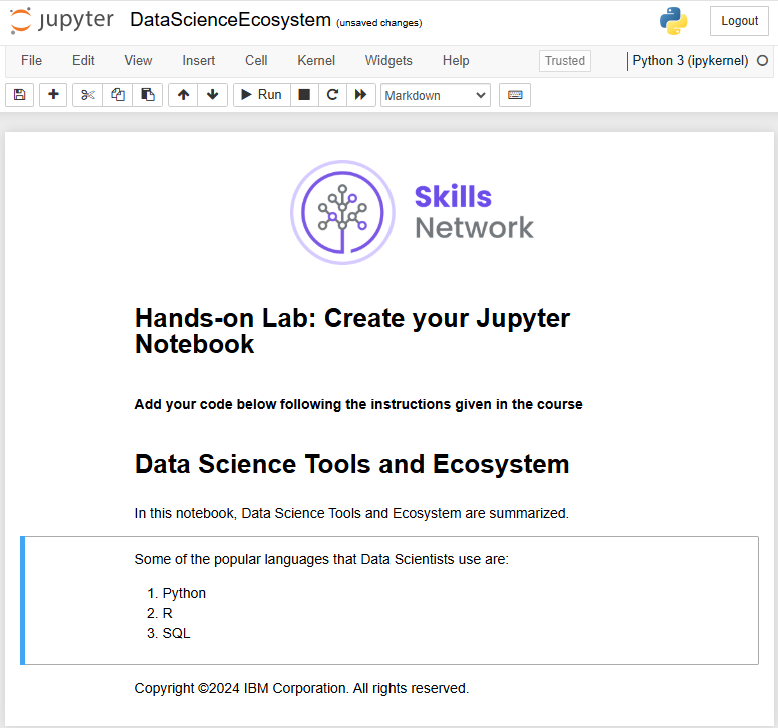 jupyter DataScienceEcosystem (unsaved changes) Logout
File Edit View Insert Cell Kernel Widgets Help Trusted Python 3 (ipykernel)
Run Markdown
Skills
Network
Hands-on Lab: Create your Jupyter
Notebook
Add your code below following the instructions given in the course
Data Science Tools and Ecosystem
In this notebook, Data Science Tools and Ecosystem are summarized.
Some of the popular languages that Data Scientists use are:
1. Python
2. R
3. SQL
Copyright ©2024 IBM Corporation. All rights reserved.